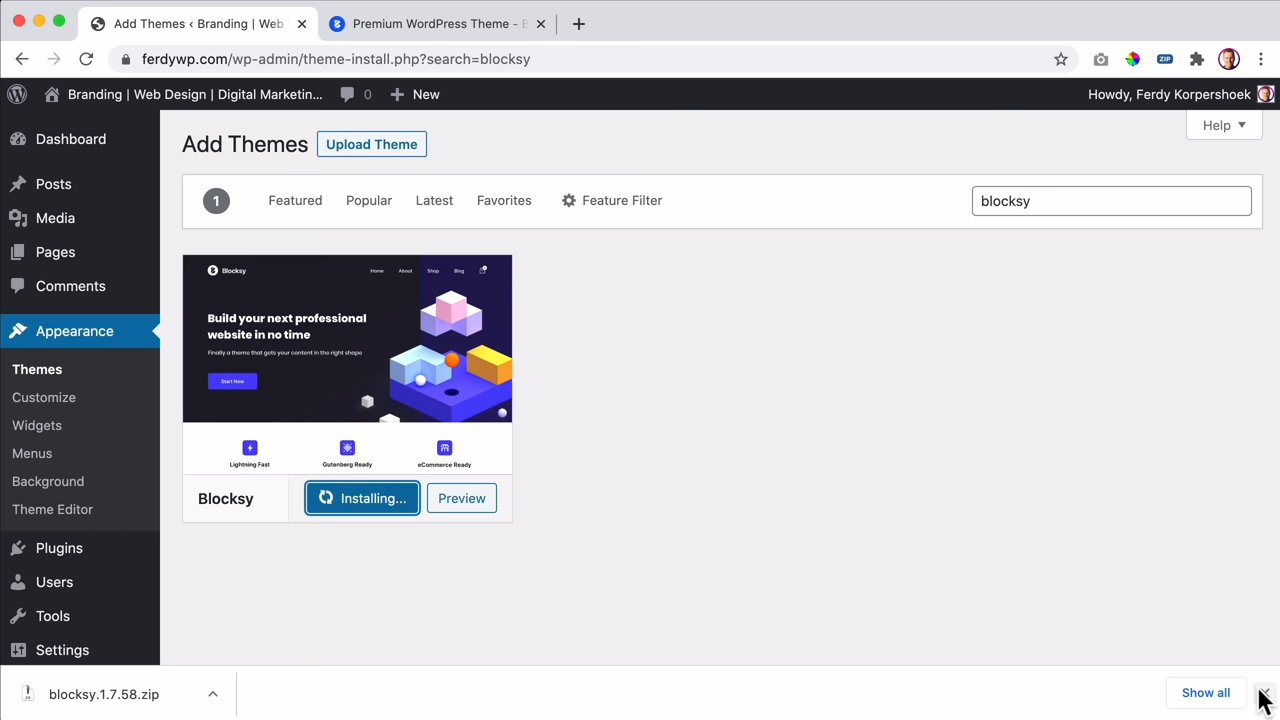 Add Themes ‹ Branding | Web
Premium WordPress Theme -
ferdywp.com/wp-admin/theme-install.php?search=blocksy
ZIP
Branding | Web Design | Digital Marketin...
0
New
Howdy, Ferdy Korpershoek
Dashboard
Posts
Media
Pages
Comments
Appearance
Themes
Customize
Widgets
Menus
Background
Theme Editor
Plugins
Users
Tools
Settings
Add Themes
Upload Theme
Help
1
Featured
Popular
Latest
Favorites
Feature Filter
blocksy
Blocksy
Home
About
Shop
Blog
Build your next professional
website in no time
Finally a theme that gets your content in the right shape
Start Now
Lightning Fast
Gutenberg Ready
eCommerce Ready
Blocksy
Installing...
Preview
blocksy.1.7.58.zip
Show all